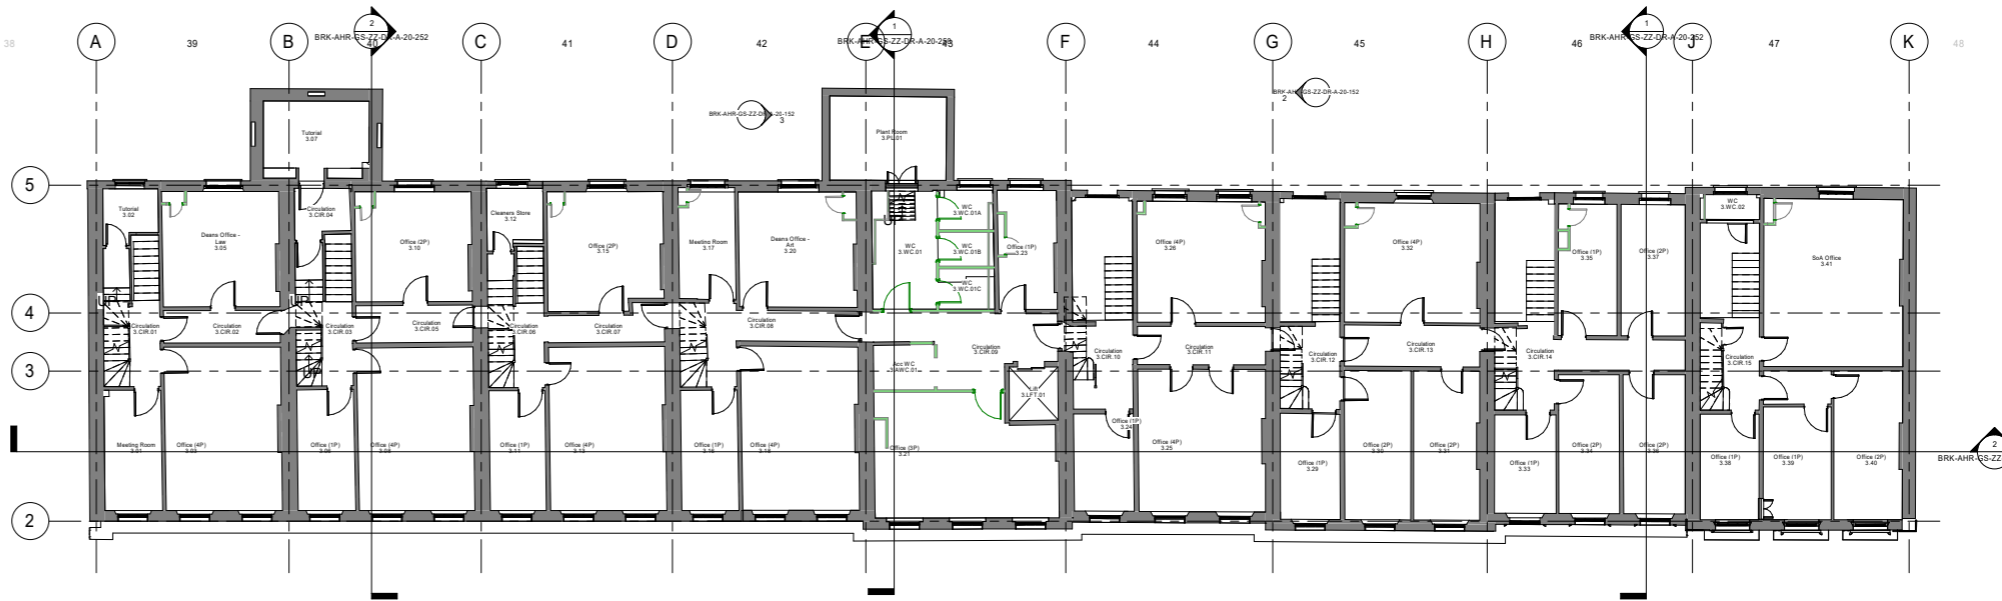 38
A
39
B
2
BRK-AHR-GS-ZZ-DR-A-20-252
40
C
41
D
42
E
1
43
F
44
G
45
H
1
BRK-AHR-GS-ZZ-DR-A-20-252
46
J
47
K
48
BRK-AHR-GS-ZZ-DR-A-20-152
3
BRK-AHR-GS-ZZ-DR-A-20-152
2
Tutorial
3.07
Plant Room
3.PL.01
5
Tutorial
3.02
Deans Office -
Law
3.05
Circulation
3.CIR.04
Office (2P)
3.10
Cleaners Store
3.12
Office (2P)
3.15
Meeting Room
3.17
Deans Office -
Art
3.20
WC
3.WC.01
WC
3.WC.01A
WC
3.WC.01B
WC
3.WC.01C
Office (1P)
3.23
Office (4P)
3.26
Office (4P)
3.32
Office (1P)
3.35
Office (2P)
3.37
WC
3.WC.02
SoA Office
3.41
4
Circulation
3.CIR.01
Circulation
3.CIR.02
Circulation
3.CIR.03
Circulation
3.CIR.05
Circulation
3.CIR.06
Circulation
3.CIR.07
Circulation
3.CIR.08
Circulation
3.CIR.09
Circulation
3.CIR.10
Circulation
3.CIR.11
Circulation
3.CIR.12
Circulation
3.CIR.13
Circulation
3.CIR.14
Circulation
3.CIR.15
3
Acc WC
3.AWC.01
Lift
3.LFT.01
Meeting Room
3.01
Office (4P)
3.03
Office (1P)
3.06
Office (4P)
Office (1P)
3.11
Office (4P)
3.13
Office (1P)
3.16
Office (4P)
3.18
Office (3P)
3.21
Office (1P)
3.24
Office (4P)
3.25
Office (1P)
3.29
Office (2P)
3.30
Office (2P)
3.31
Office (1P)
3.33
Office (2P)
3.34
Office (2P)
Office (1P)
3.38
Office (1P)
3.39
Office (2P)
3.40
2
BRK-AHR-GS-ZZ
2